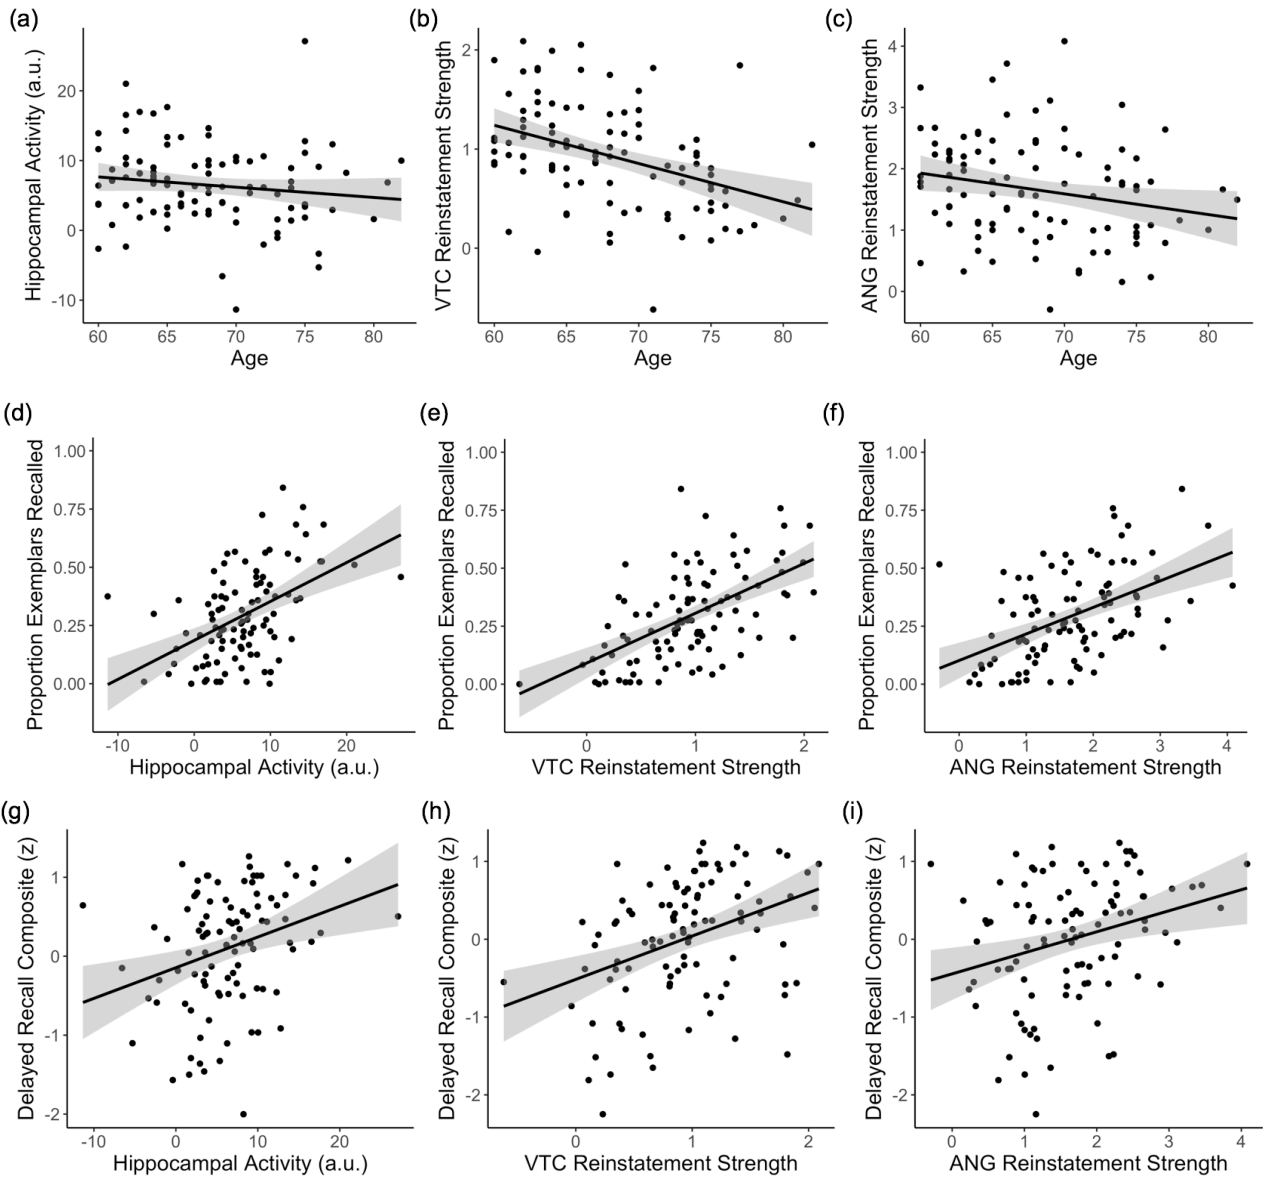 (a)
Hippocampal Activity (a.u.)
20
10
0
-10
60 65 70 75 80
Age
(b)
VTC Reinstatement Strength
2
1
0
60 65 70 75 80
Age
(c)
ANG Reinstatement Strength
4
3
2
1
0
60 65 70 75 80
Age
(d)
Proportion Exemplars Recalled
1.00
0.75
0.50
0.25
0.00
-10 0 10 20
Hippocampal Activity (a.u.)
(e)
Proportion Exemplars Recalled
1.00
0.75
0.50
0.25
0.00
0 1 2
VTC Reinstatement Strength
(f)
Proportion Exemplars Recalled
1.00
0.75
0.50
0.25
0.00
0 1 2 3 4
ANG Reinstatement Strength
(g)
Delayed Recall Composite (z)
1
0
-1
-2
-10 0 10 20
Hippocampal Activity (a.u.)
(h)
Delayed Recall Composite (z)
1
0
-1
-2
0 1 2
VTC Reinstatement Strength
(i)
Delayed Recall Composite (z)
1
0
-1
-2
0 1 2 3 4
ANG Reinstatement Strength